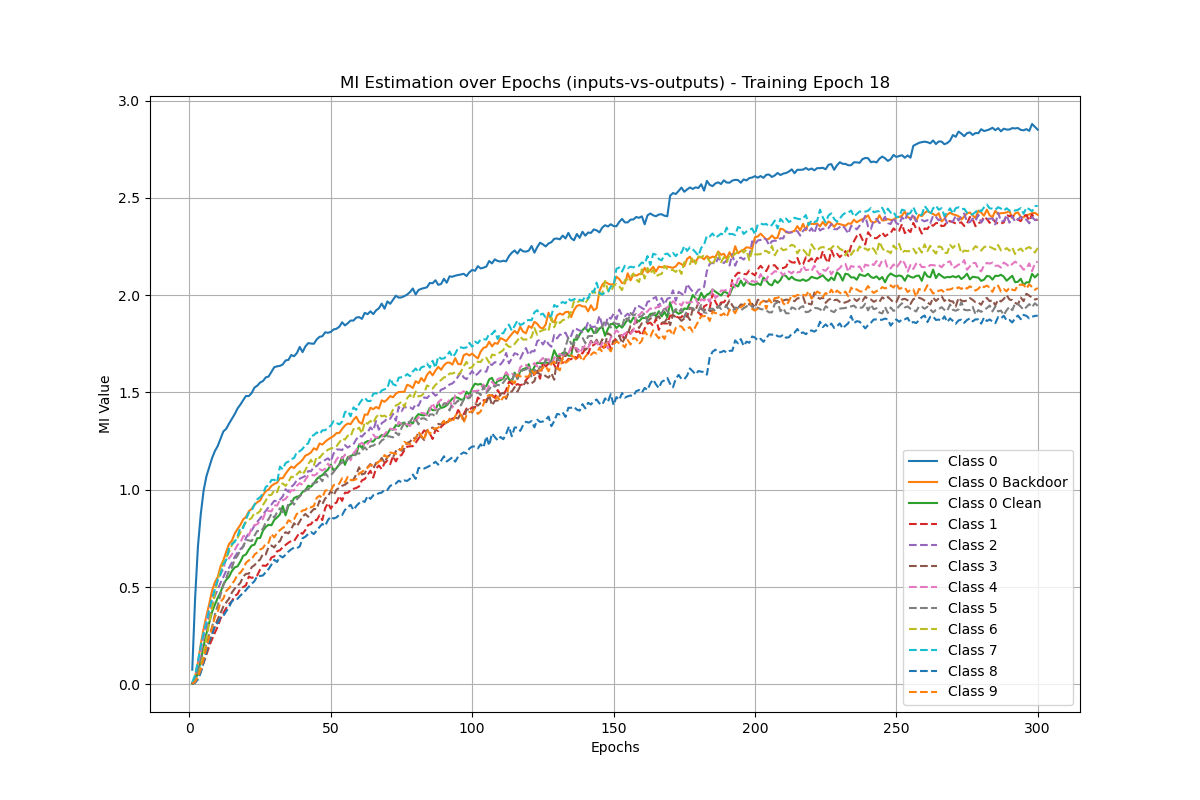 MI Estimation over Epochs (inputs-vs-outputs) - Training Epoch 18
MI Value
3.0
2.5
2.0
1.5
1.0
0.5
0.0
0 50 100 150 200 250 300
Epochs
Class 0
Class 0 Backdoor
Class 0 Clean
Class 1
Class 2
Class 3
Class 4
Class 5
Class 6
Class 7
Class 8
Class 9